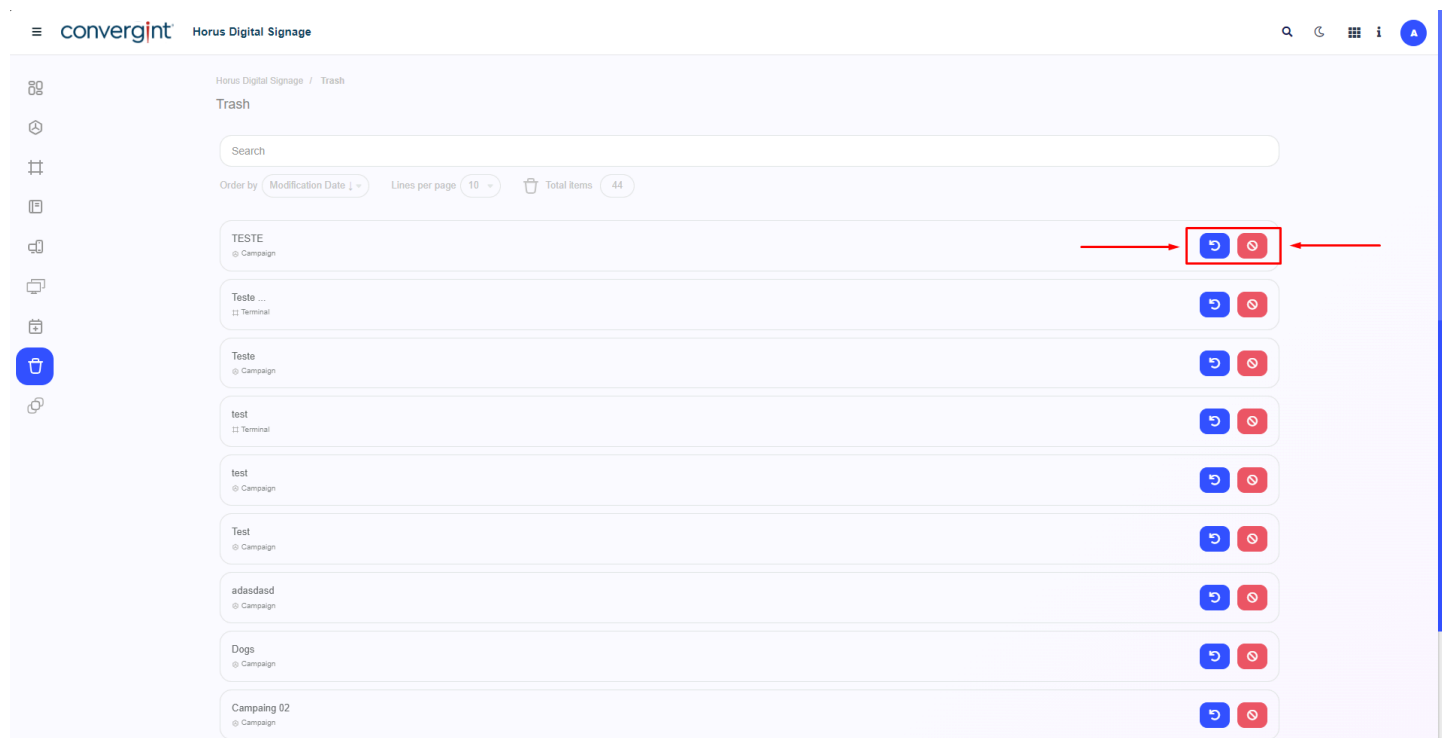 convergint Horus Digital Signage i A
Horus Digital Signage / Trash
Trash
Search
Order by Modification Date ↓ Lines per page 10 Total items 44
TESTE
Campaign
Teste ...
Terminal
Teste
Campaign
test
Terminal
test
Campaign
Test
Campaign
adasdasd
Campaign
Dogs
Campaign
Campaing 02
Campaign